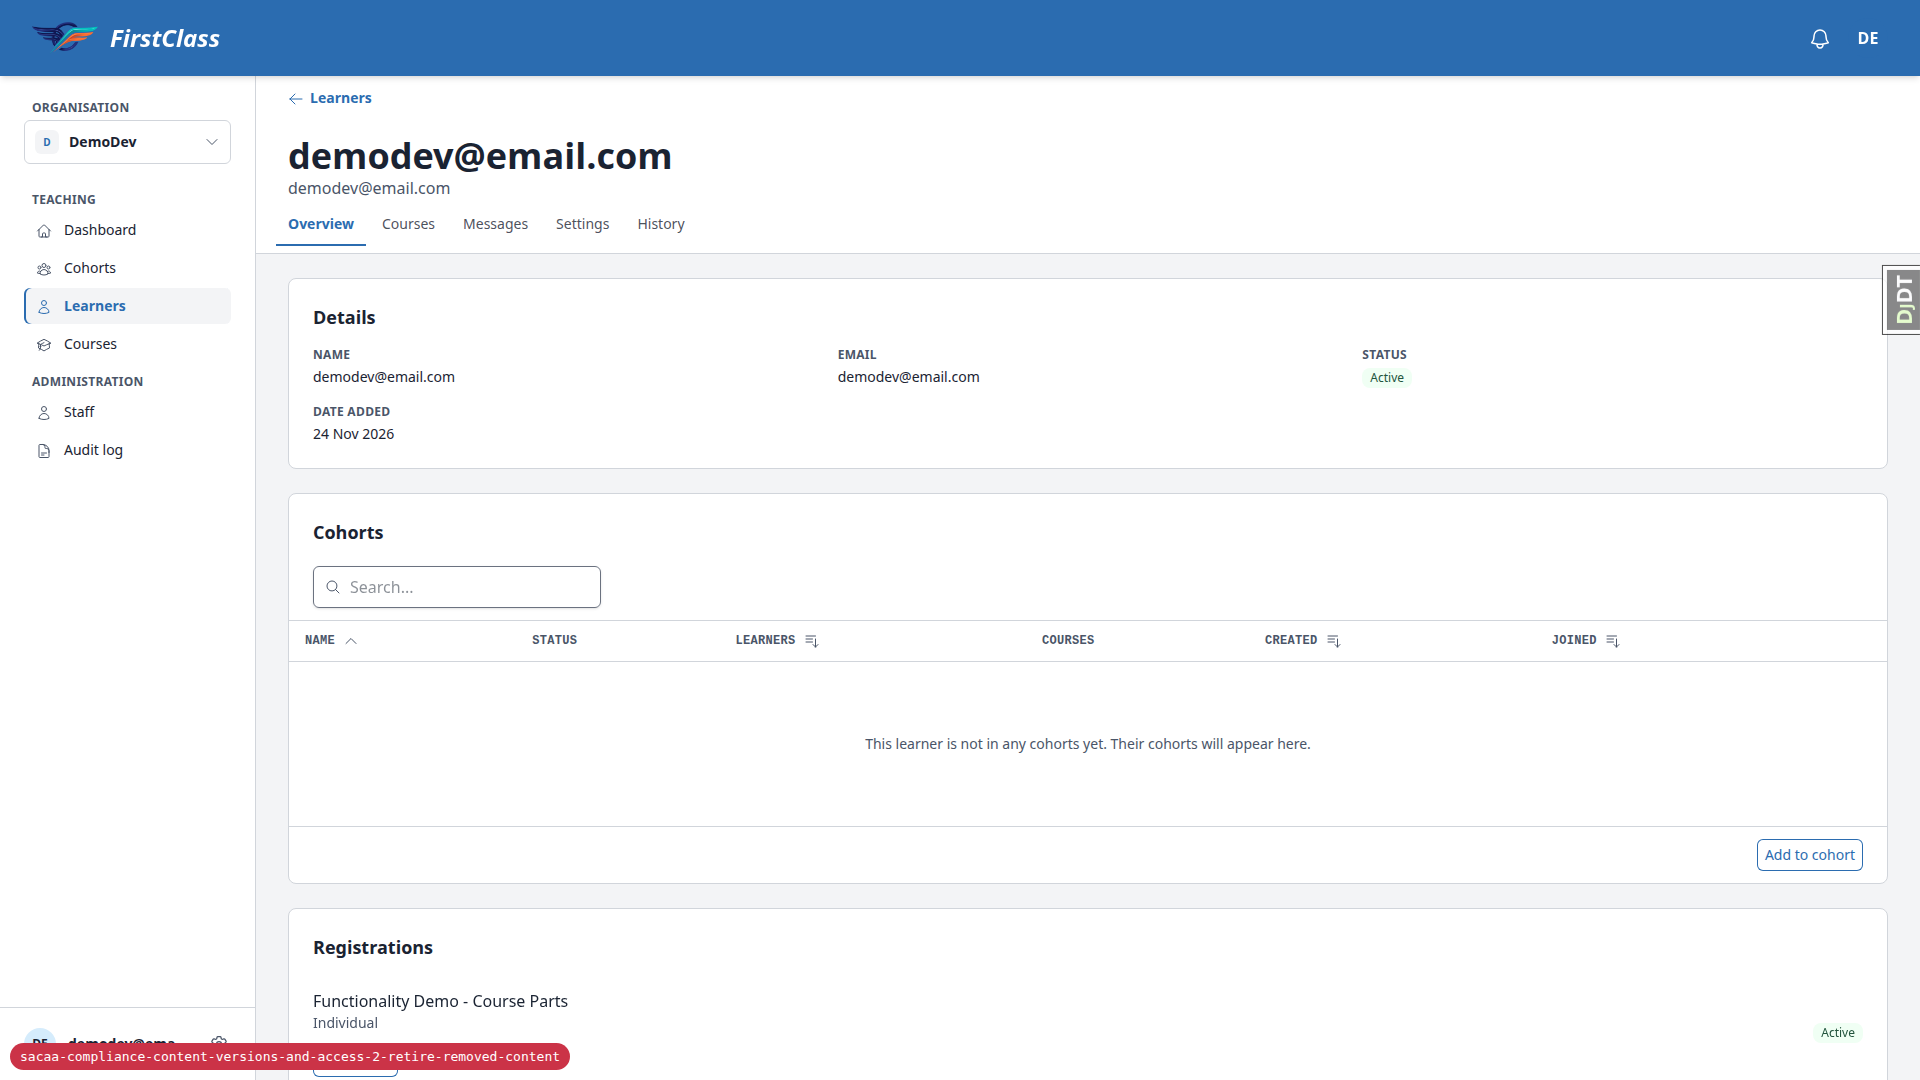 FirstClass
DE
ORGANISATION
D DemoDev
TEACHING
Dashboard
Cohorts
Learners
Courses
ADMINISTRATION
Staff
Audit log
Learners
demodev@email.com
demodev@email.com
Overview Courses Messages Settings History
DjDT
Details
NAME EMAIL STATUS
demodev@email.com demodev@email.com Active
DATE ADDED
24 Nov 2026
Cohorts
Search...
NAME STATUS LEARNERS COURSES CREATED JOINED
This learner is not in any cohorts yet. Their cohorts will appear here.
Add to cohort
Registrations
Functionality Demo - Course Parts
Individual
Active
DE demodev@ema
sacaa-compliance-content-versions-and-access-2-retire-removed-content